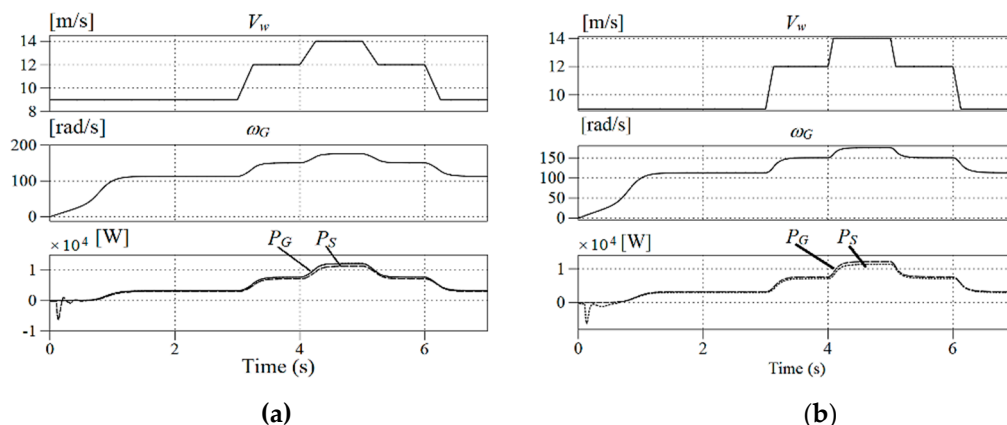 [m/s] V_w
14
12
10
8
[rad/s] ω_G
200
100
0
× 10^4 [W]
P_G P_S
1
0
-1
0 2 4 6
Time (s)
(a)
[m/s] V_w
14
12
10
[rad/s] ω_G
150
100
50
0
× 10^4 [W]
P_G P_S
1
0
0 2 4 6
Time (s)
(b)